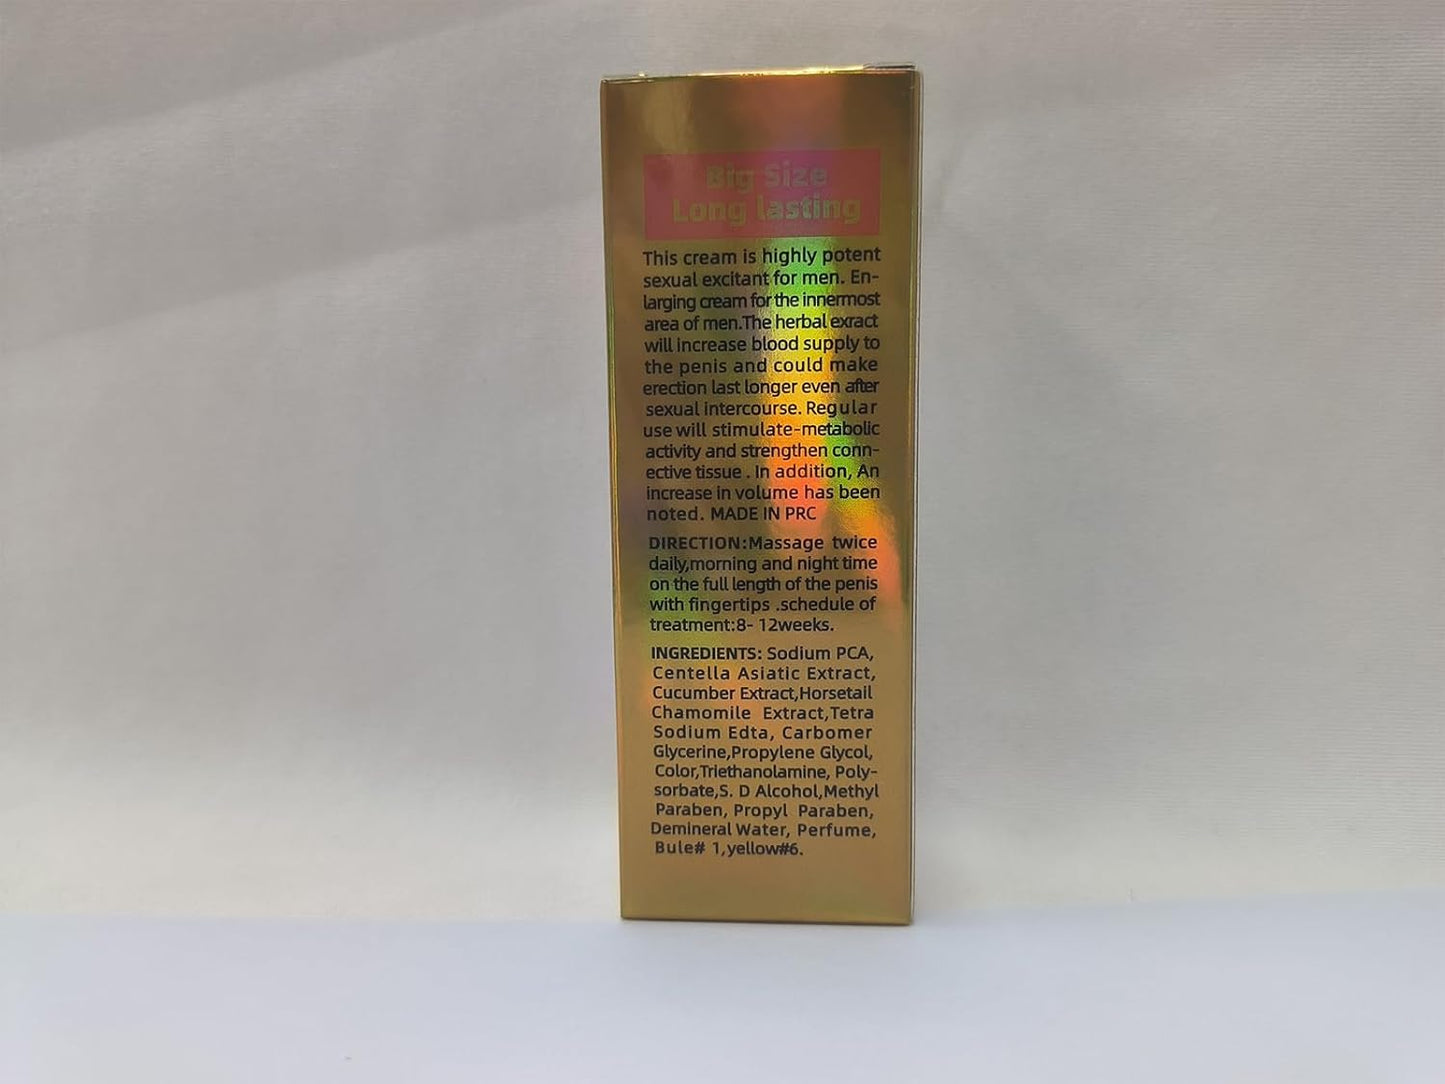 Big Size
Long lasting
This cream is highly potent
sexual excitant for men. En-
larging cream for the innermost
area of men.The herbal exract
will increase blood supply to
the penis and could make
erection last longer even after
sexual intercourse. Regular
use will stimulate-metabolic
activity and strengthen conn-
ective tissue . In addition, An
increase in volume has been
noted. MADE IN PRC
DIRECTION:Massage twice
daily,morning and night time
on the full length of the penis
with fingertips .schedule of
treatment:8- 12weeks.
INGREDIENTS: Sodium PCA,
Centella Asiatic Extract,
Cucumber Extract,Horsetail
Chamomile Extract,Tetra
Sodium Edta, Carbomer
Glycerine,Propylene Glycol,
Color,Triethanolamine, Poly-
sorbate,S. D Alcohol,Methyl
Paraben, Propyl Paraben,
Demineral Water, Perfume,
Bule# 1,yellow#6.